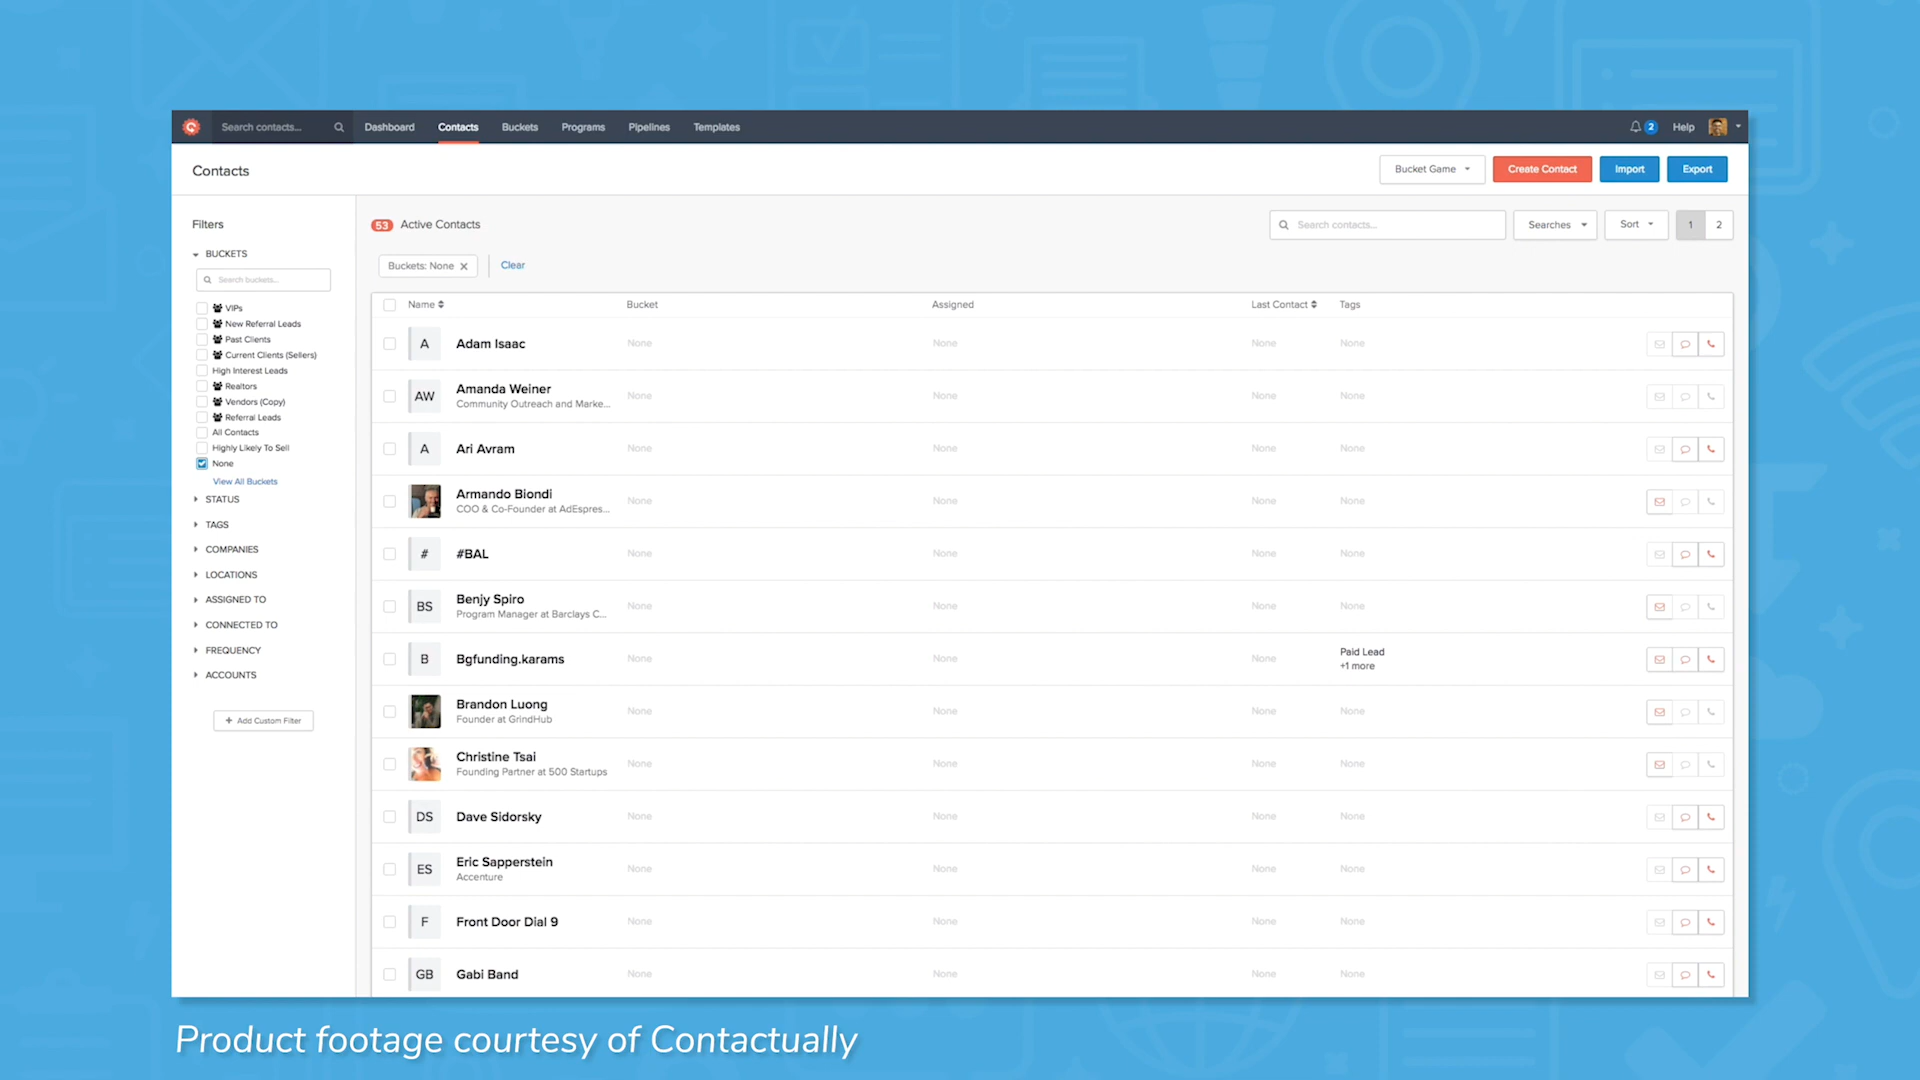 Search contacts...
Dashboard
Contacts
Buckets
Programs
Pipelines
Templates
2
Help
Contacts
Bucket Game
Create Contact
Import
Export
Filters
BUCKETS
Search buckets...
VIPs
New Referral Leads
Past Clients
Current Clients (Sellers)
High Interest Leads
Realtors
Vendors (Copy)
Referral Leads
All Contacts
Highly Likely To Sell
None
View All Buckets
STATUS
TAGS
COMPANIES
LOCATIONS
ASSIGNED TO
CONNECTED TO
FREQUENCY
ACCOUNTS
+ Add Custom Filter
53 Active Contacts
Search contacts...
Searches
Sort
1
2
Buckets: None
Clear
Name
Bucket
Assigned
Last Contact
Tags
A
Adam Isaac
None
None
None
None
AW
Amanda Weiner
Community Outreach and Marke...
None
None
None
None
A
Ari Avram
None
None
None
None
Armando Biondi
COO & Co-Founder at AdEspres...
None
None
None
None
#
#BAL
None
None
None
None
BS
Benjy Spiro
Program Manager at Barclays C...
None
None
None
None
B
Bgfunding.karams
None
None
None
Paid Lead
+1 more
Brandon Luong
Founder at GrindHub
None
None
None
None
Christine Tsai
Founding Partner at 500 Startups
None
None
None
None
DS
Dave Sidorsky
None
None
None
None
ES
Eric Sapperstein
Accenture
None
None
None
None
F
Front Door Dial 9
None
None
None
None
GB
Gabi Band
None
None
None
None
Product footage courtesy of Contactually